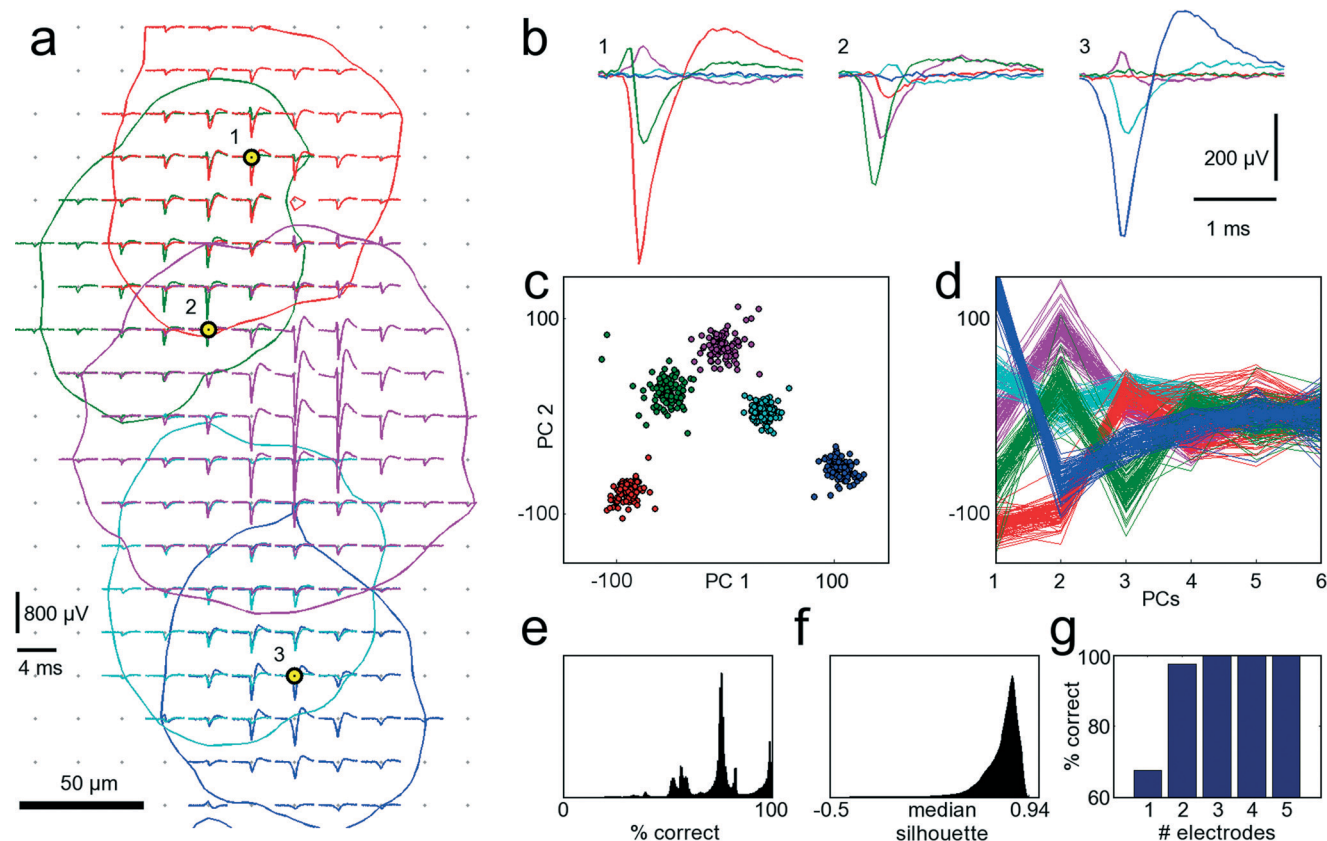 a
1
2
3
800 µV
4 ms
50 µm
b
1
2
3
200 µV
1 ms
c
100
PC 2
-100
-100
PC 1
100
d
100
-100
1
2
3
4
5
6
PCs
e
0
100
% correct
f
-0.5
median
0.94
silhouette
g
100
80
60
% correct
1
2
3
4
5
# electrodes